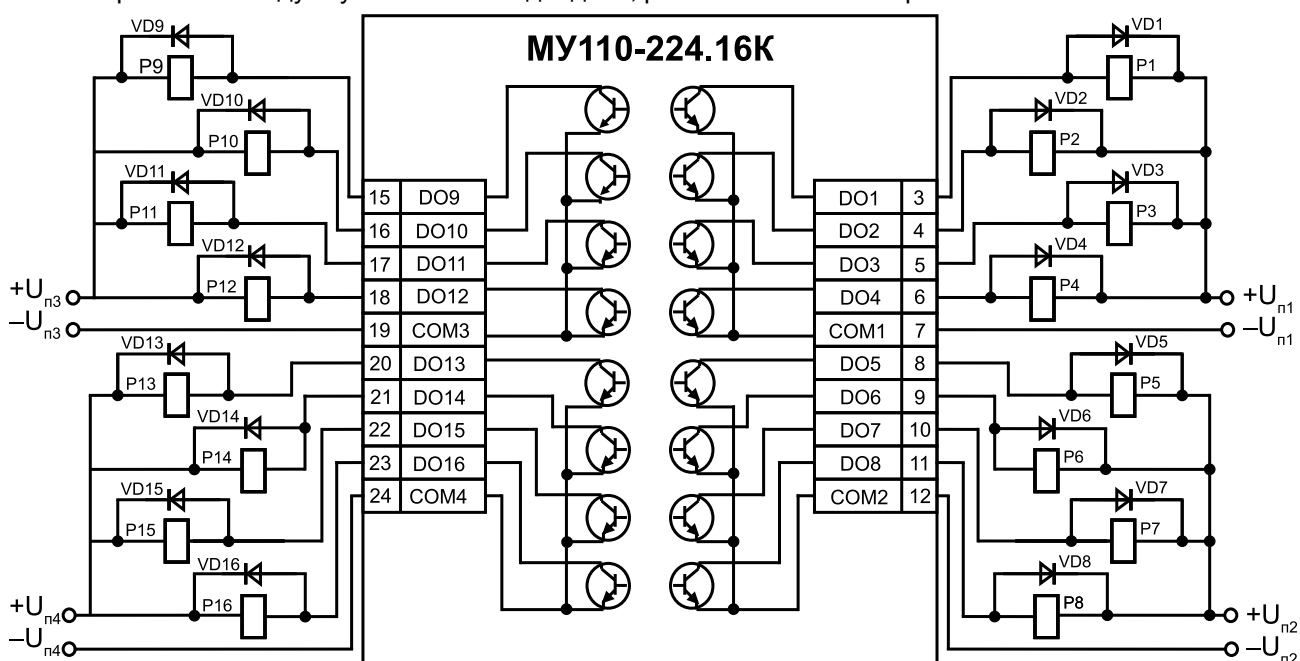 МУ110-224.16К
VD9
P9
VD10
P10
VD11
P11
VD12
P12
+Uп3
–Uп3
VD13
P13
VD14
P14
VD15
P15
VD16
P16
+Uп4
–Uп4
15 DO9
16 DO10
17 DO11
18 DO12
19 COM3
20 DO13
21 DO14
22 DO15
23 DO16
24 COM4
DO1 3
DO2 4
DO3 5
DO4 6
COM1 7
DO5 8
DO6 9
DO7 10
DO8 11
COM2 12
VD1
P1
VD2
P2
VD3
P3
VD4
P4
+Uп1
–Uп1
VD5
P5
VD6
P6
VD7
P7
VD8
P8
+Uп2
–Uп2